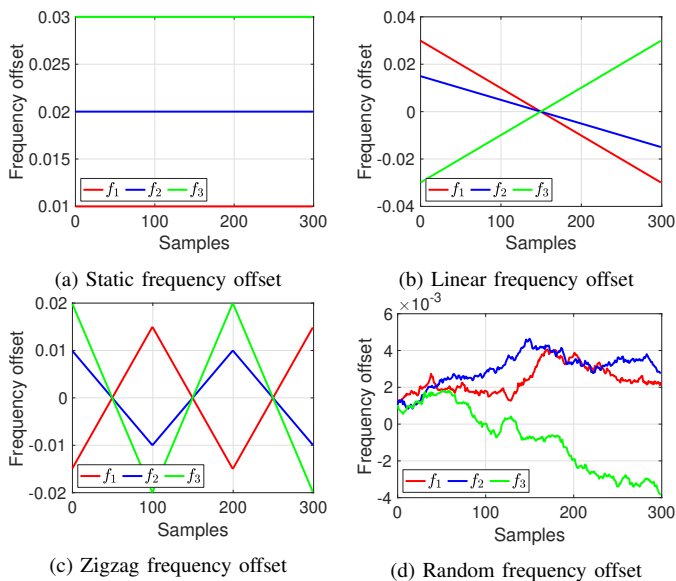 0.03
0.025
0.02
0.015
0.01
0
100
200
300
Frequency offset
Samples
f1 f2 f3
(a) Static frequency offset
0.04
0.02
0
-0.02
-0.04
0
100
200
300
Frequency offset
Samples
f1 f2 f3
(b) Linear frequency offset
0.02
0.01
0
-0.01
-0.02
0
100
200
300
Frequency offset
Samples
f1 f2 f3
(c) Zigzag frequency offset
×10⁻³
6
4
2
0
-2
-4
0
100
200
300
Frequency offset
Samples
f1 f2 f3
(d) Random frequency offset